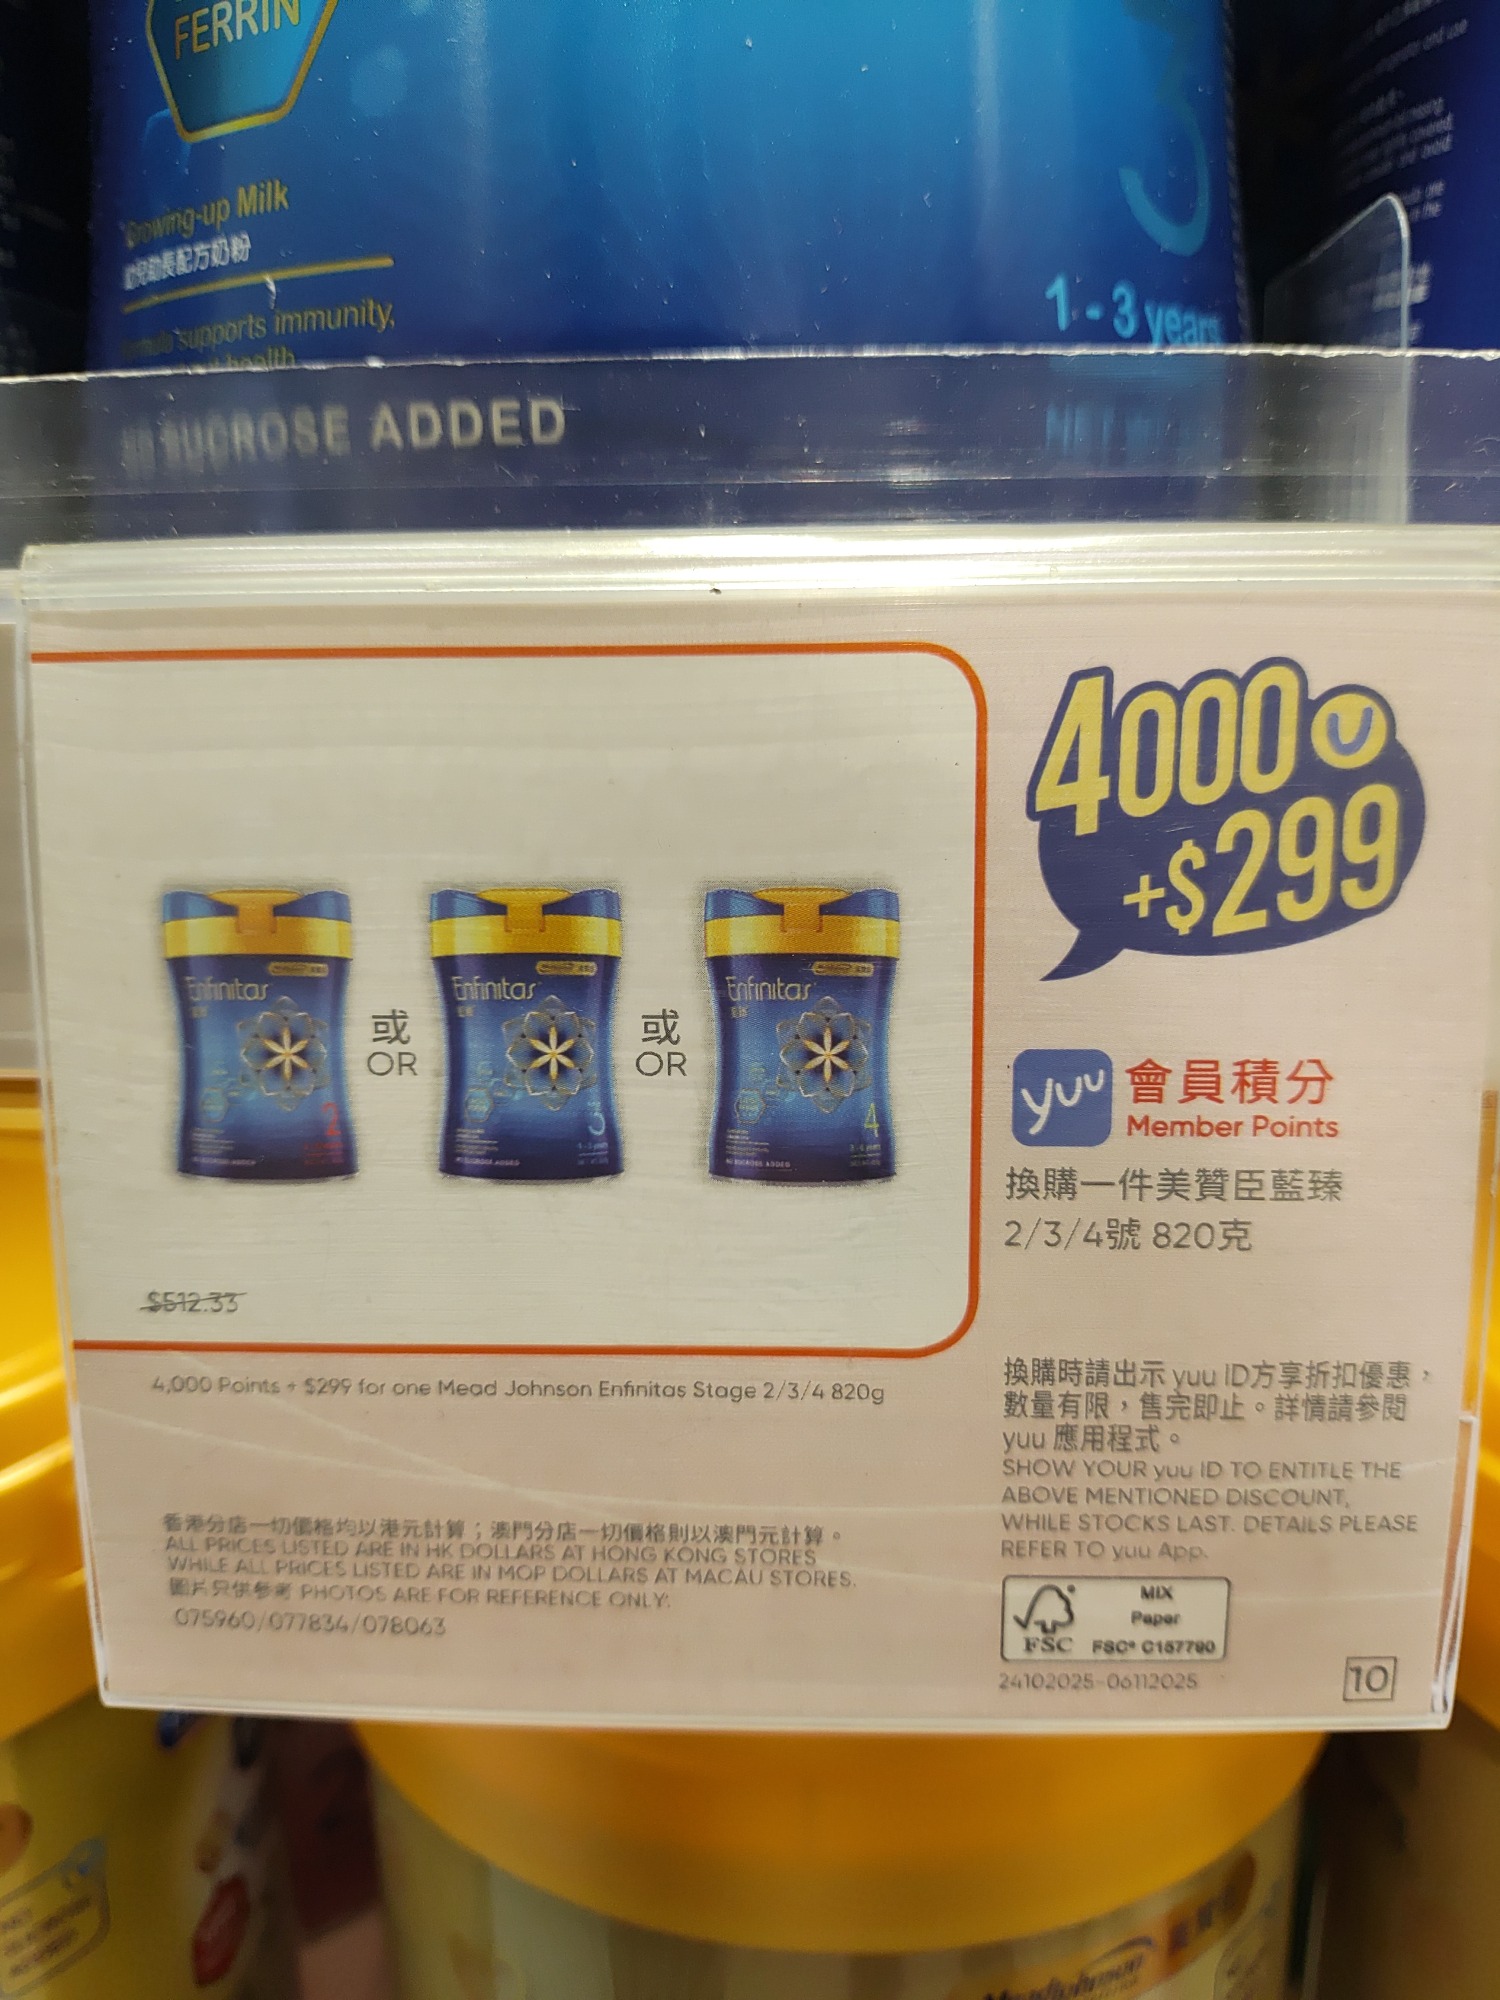 FERRIN
Growing-up Milk
幼兒助長配方奶粉
supports immunity,
health
1-3 years
SUCROSE ADDED
4000
+$299
Enfinitas
2
或
OR
Enfinitas
3
或
OR
Enfinitas
4
yuu 會員積分
Member Points
換購一件美贊臣藍臻
2/3/4號 820克
$512.33
4,000 Points + $299 for one Mead Johnson Enfinitas Stage 2/3/4 820g
換購時請出示 yuu ID方享折扣優惠，
數量有限，售完即止。詳情請參閱
yuu 應用程式。
SHOW YOUR yuu ID TO ENTITLE THE
ABOVE MENTIONED DISCOUNT,
WHILE STOCKS LAST. DETAILS PLEASE
REFER TO yuu App.
香港分店一切價格均以港元計算；澳門分店一切價格則以澳門元計算。
ALL PRICES LISTED ARE IN HK DOLLARS AT HONG KONG STORES
WHILE ALL PRICES LISTED ARE IN MOP DOLLARS AT MACAU STORES.
圖片只供參考 PHOTOS ARE FOR REFERENCE ONLY.
075960/077834/078063
MIX
Paper
FSC FSC® C157790
24102025-06112025
10